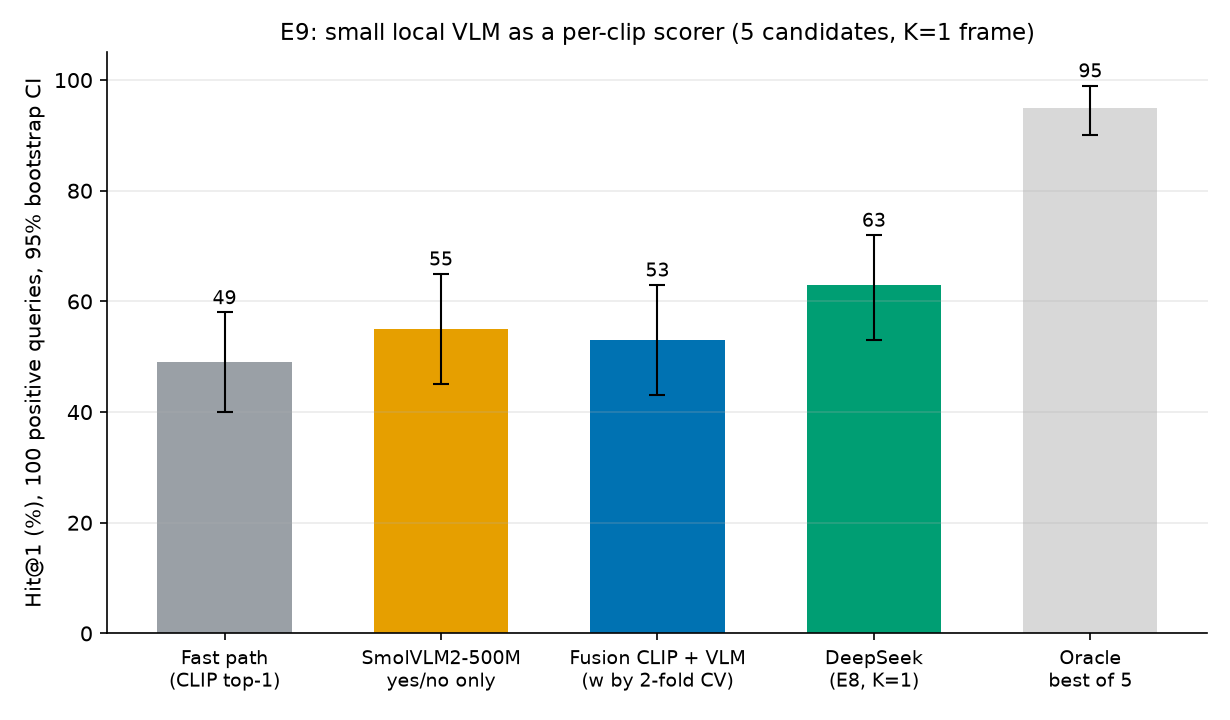 E9: small local VLM as a per-clip scorer (5 candidates, K=1 frame)
Hit@1 (%), 100 positive queries, 95% bootstrap CI
100
80
60
40
20
0
49
55
53
63
95
Fast path
(CLIP top-1)
SmolVLM2-500M
yes/no only
Fusion CLIP + VLM
(w by 2-fold CV)
DeepSeek
(E8, K=1)
Oracle
best of 5